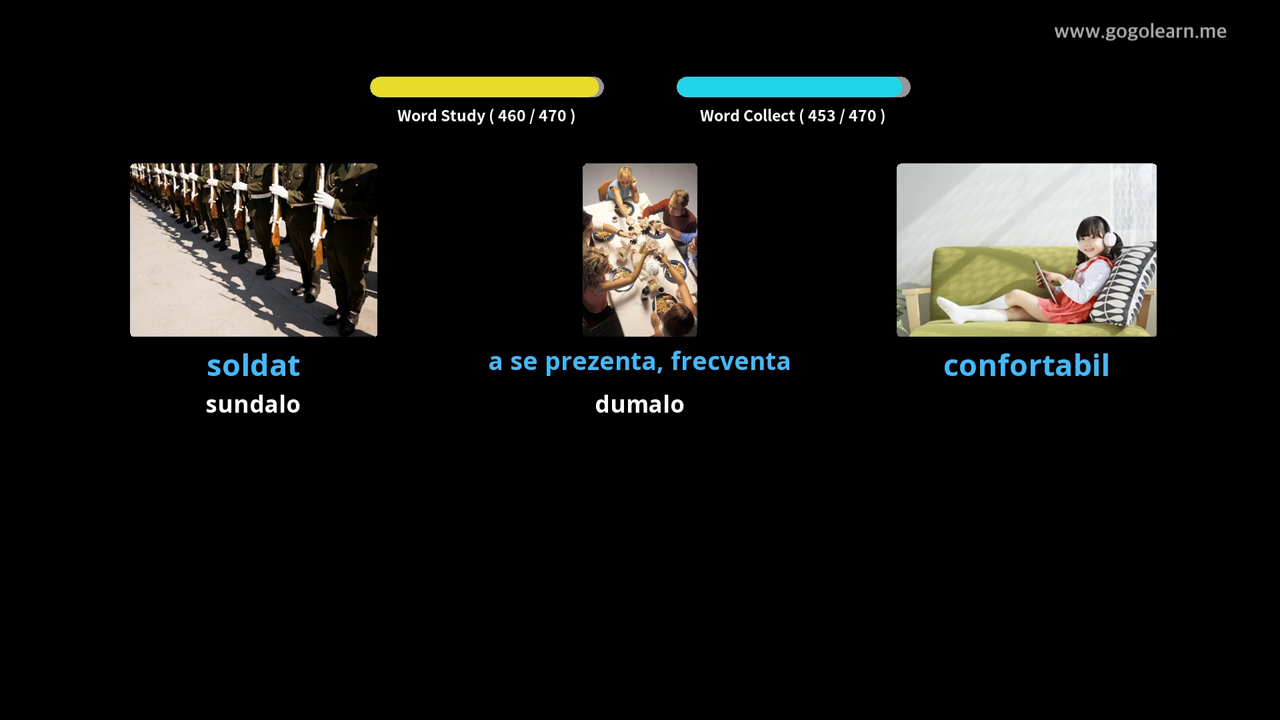 www.gogolearn.me
Word Study ( 460 / 470 )
Word Collect ( 453 / 470 )
soldat
a se prezenta, frecventa
confortabil
sundalo
dumalo